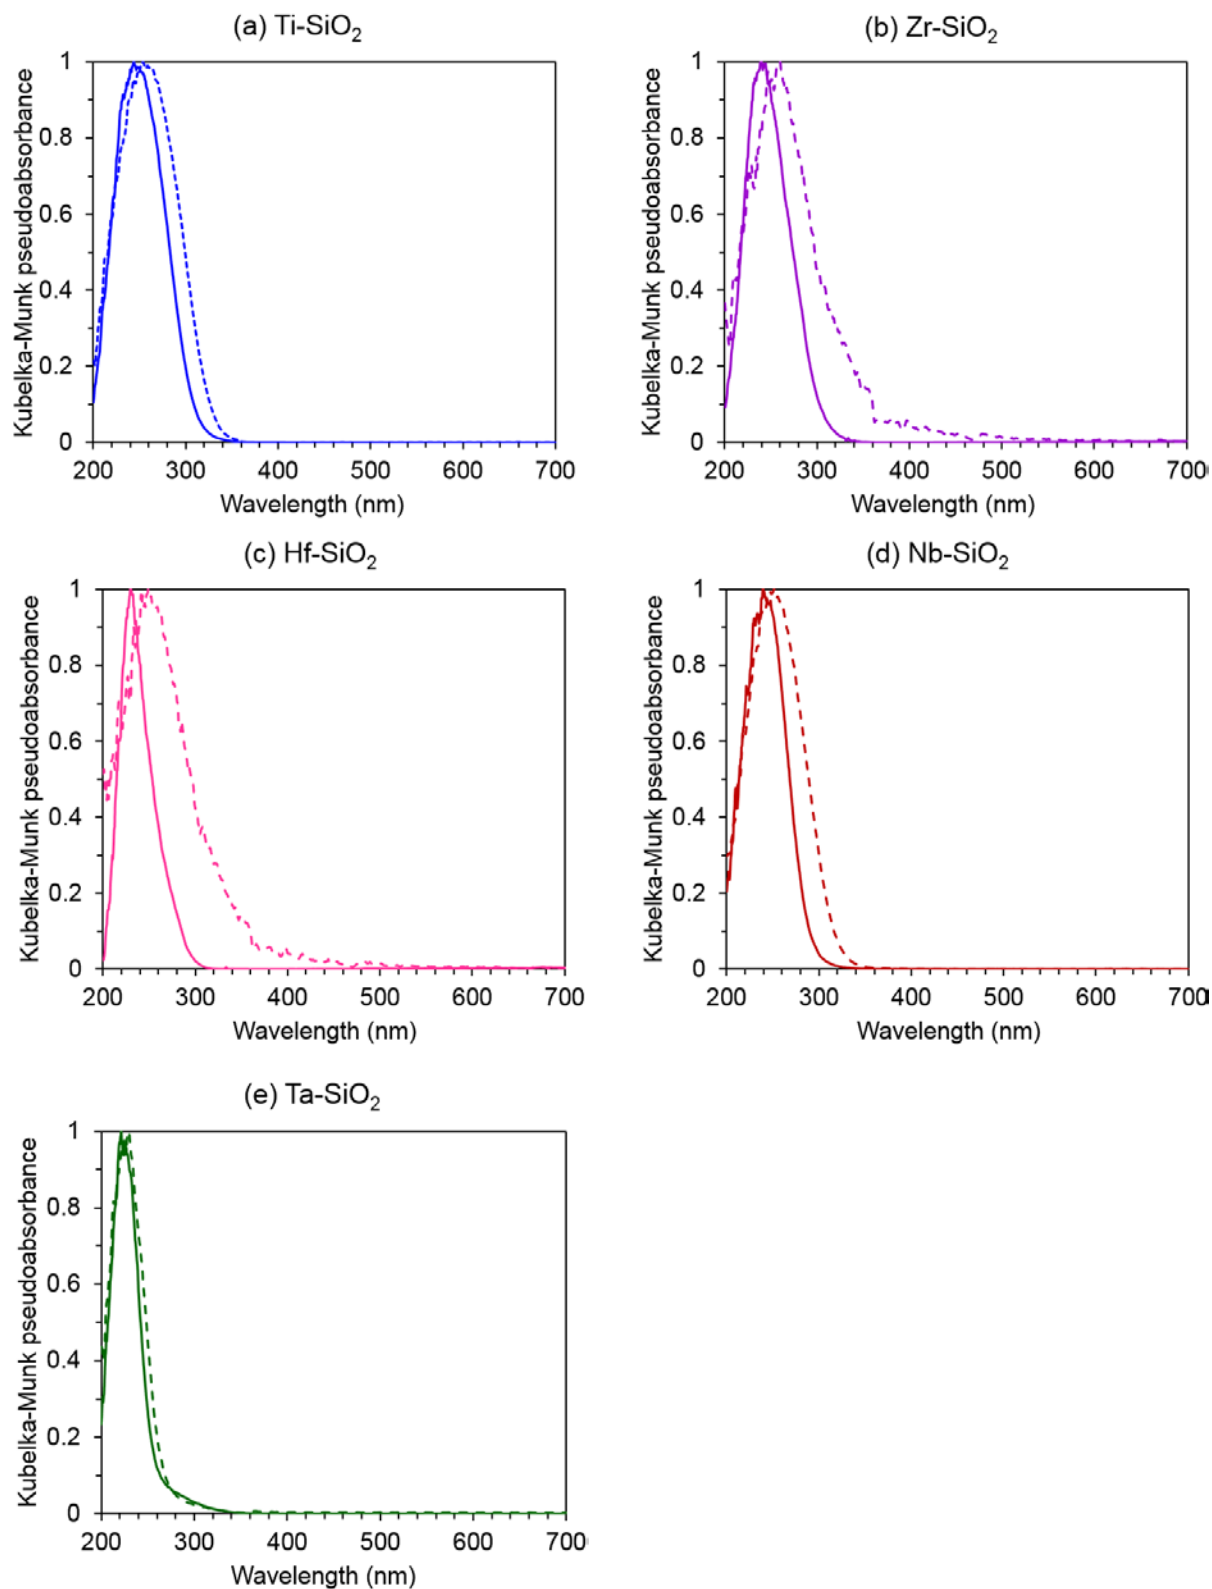 (a) Ti-SiO₂
Kubelka-Munk pseudoabsorbance
1
0.8
0.6
0.4
0.2
0
200 300 400 500 600 700
Wavelength (nm)
(b) Zr-SiO₂
Kubelka-Munk pseudoabsorbance
1
0.8
0.6
0.4
0.2
0
200 300 400 500 600 700
Wavelength (nm)
(c) Hf-SiO₂
Kubelka-Munk pseudoabsorbance
1
0.8
0.6
0.4
0.2
0
200 300 400 500 600 700
Wavelength (nm)
(d) Nb-SiO₂
Kubelka-Munk pseudoabsorbance
1
0.8
0.6
0.4
0.2
0
200 300 400 500 600 700
Wavelength (nm)
(e) Ta-SiO₂
Kubelka-Munk pseudoabsorbance
1
0.8
0.6
0.4
0.2
0
200 300 400 500 600 700
Wavelength (nm)